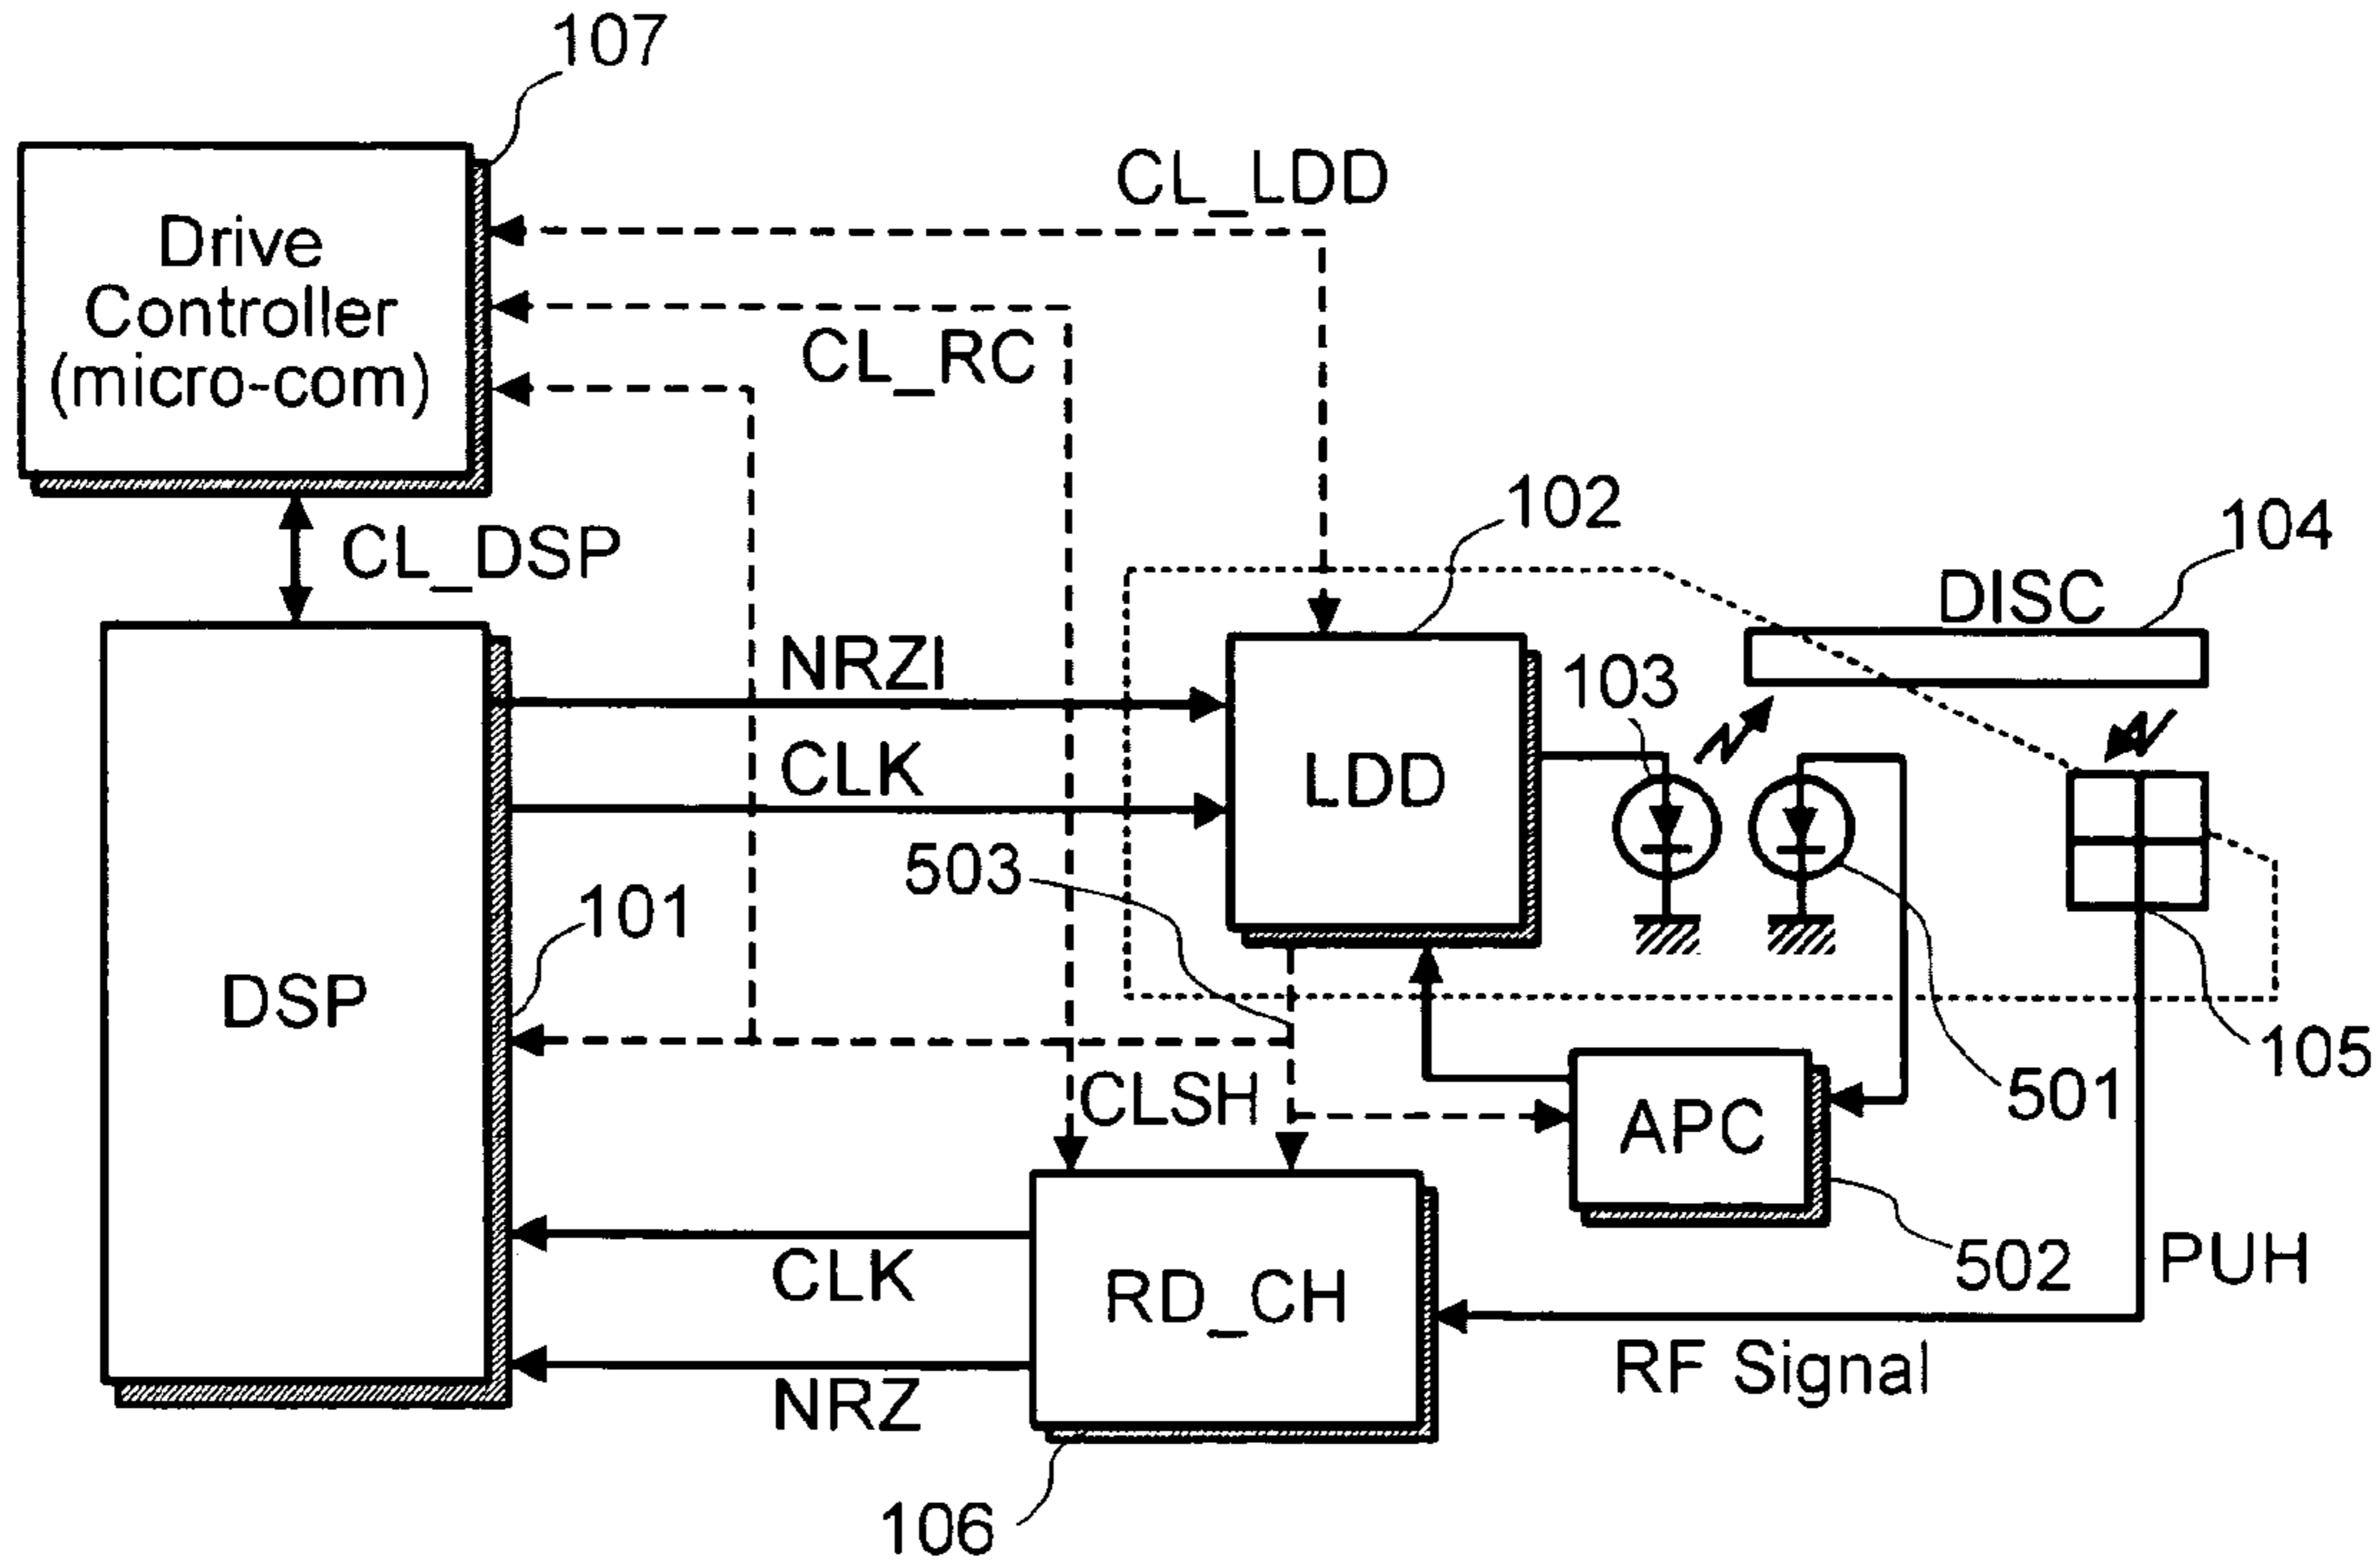 107
CL_LDD
Drive
Controller
(micro-com)
CL_RC
102
104
CL_DSP
DISC
NRZI
103
CLK
LDD
503
101
DSP
105
CLSH
501
APC
CLK
502
PUH
RD_CH
RF Signal
NRZ
106